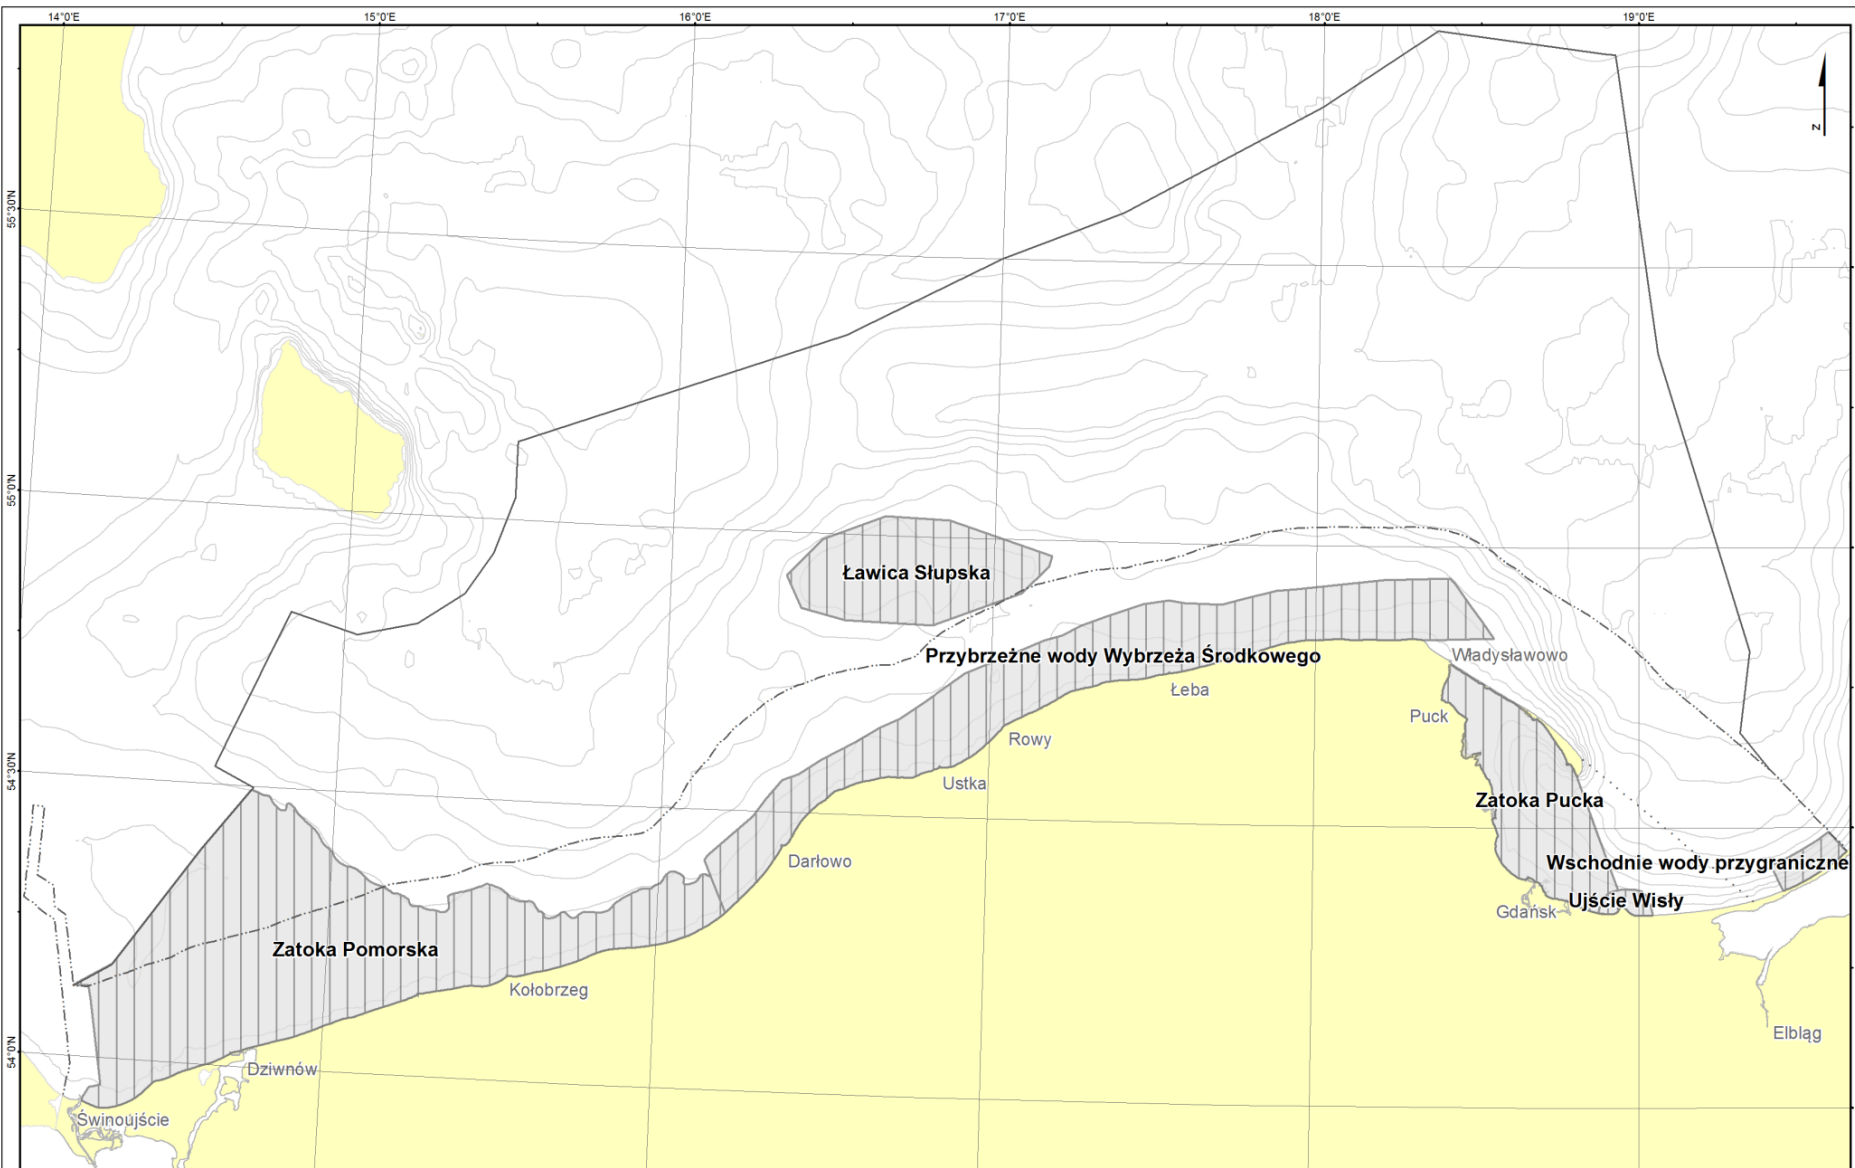 14°0'E 15°0'E 16°0'E 17°0'E 18°0'E 19°0'E
N
55°30'N
55°0'N
Ławica Słupska
Przybrzeżne wody Wybrzeża Środkowego
Władysławowo
Łeba
Puck
Rowy
54°30'N
Ustka
Zatoka Pucka
Darłowo
Wschodnie wody przygraniczne
Ujście Wisły
Gdańsk
Zatoka Pomorska
Kołobrzeg
Elbląg
54°0'N
Dziwnów
Świnoujście